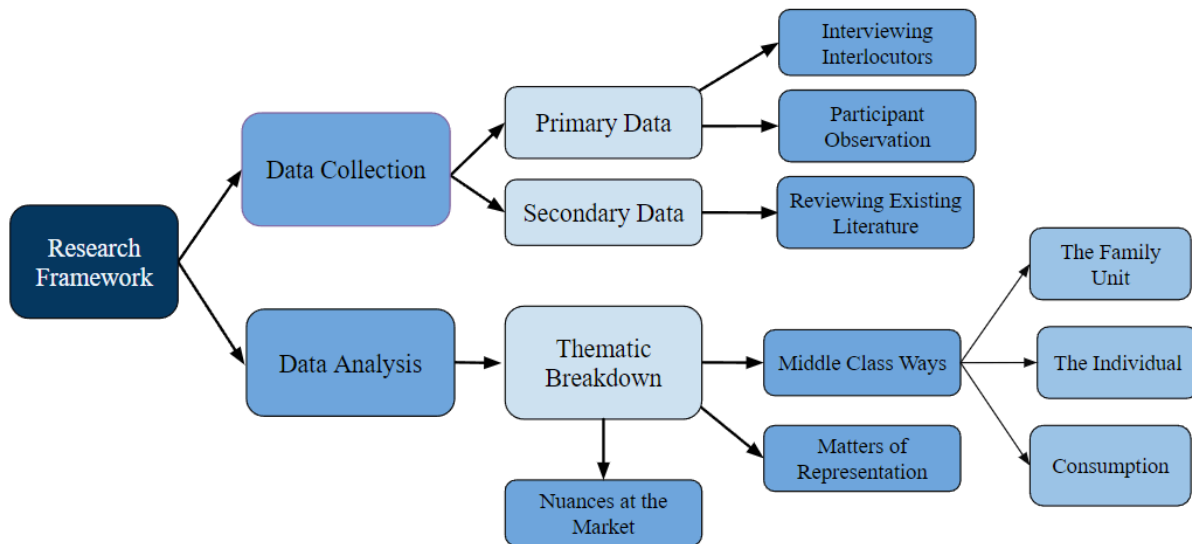 Research
Framework
Data Collection
Primary Data
Interviewing
Interlocutors
Participant
Observation
Secondary Data
Reviewing Existing
Literature
Data Analysis
Thematic
Breakdown
Middle Class Ways
The Family
Unit
The Individual
Consumption
Matters of
Representation
Nuances at the
Market